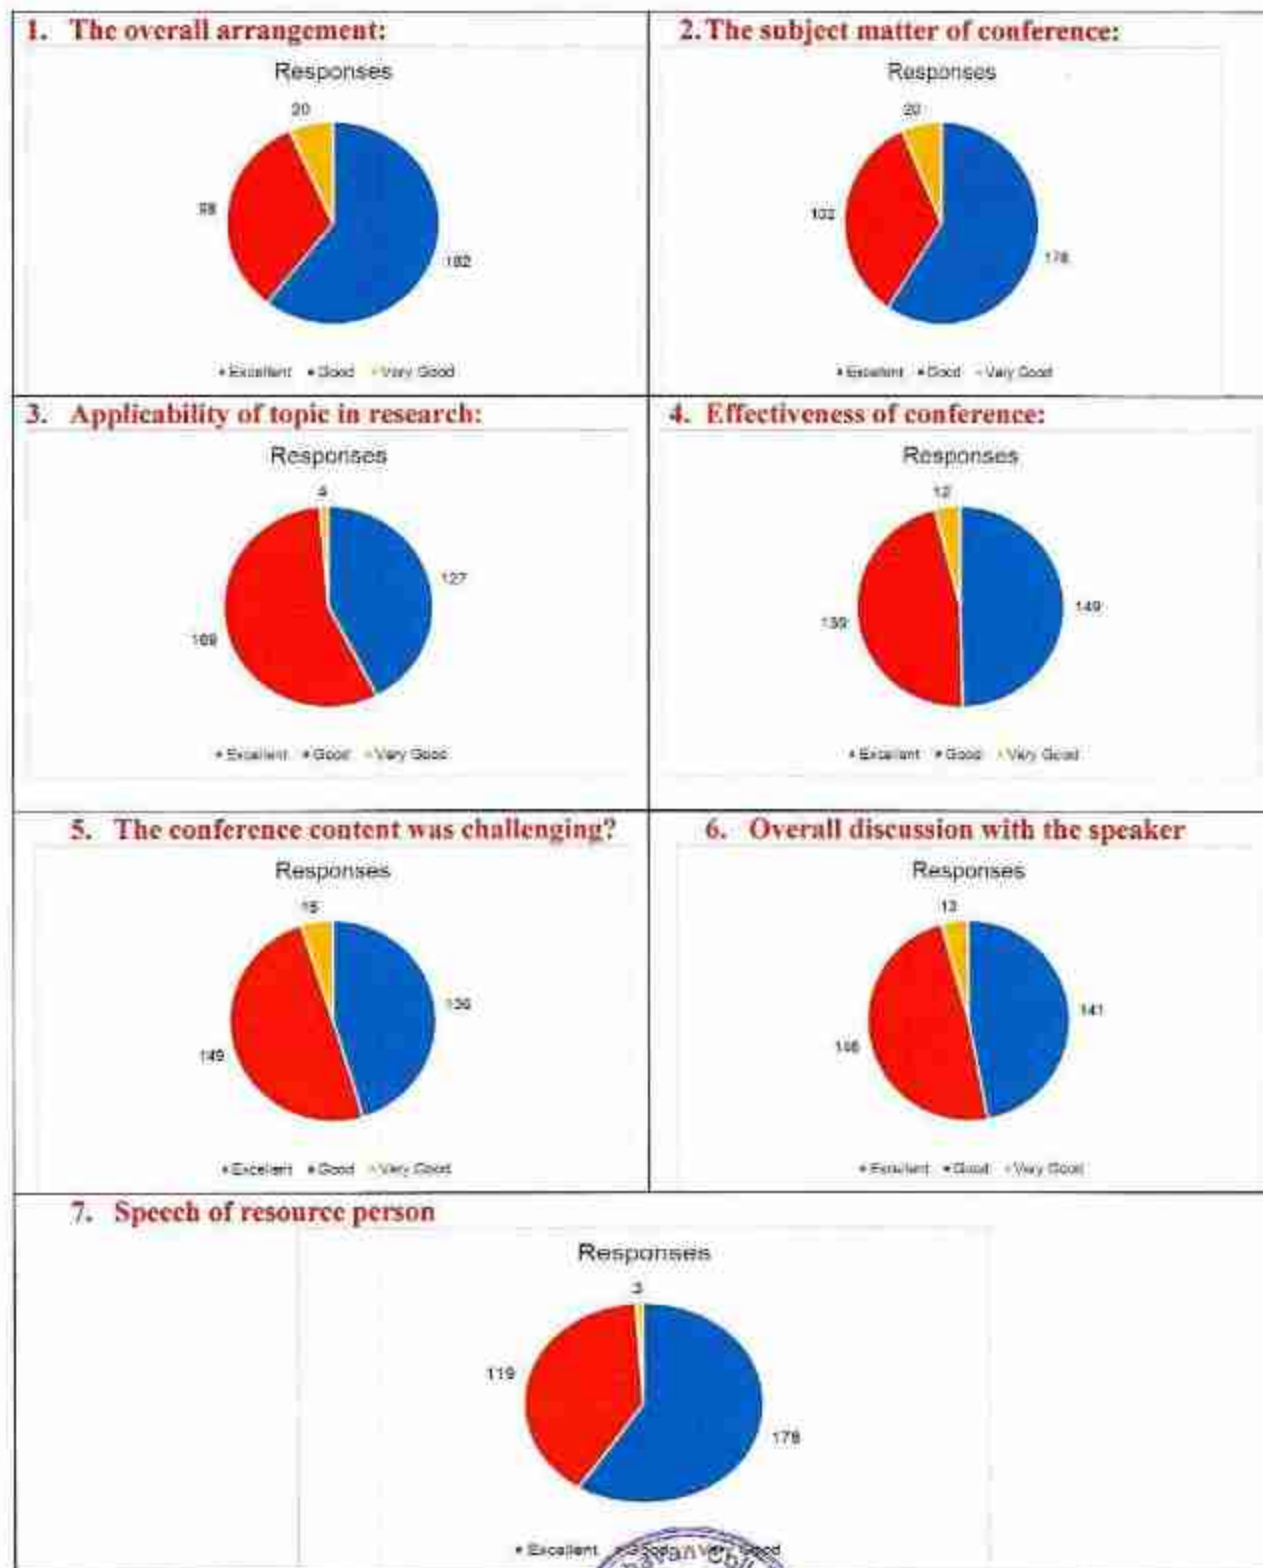 1. The overall arrangement:
Responses
20
98
182
Excellent Good Very Good
2. The subject matter of conference:
Responses
20
102
178
Excellent Good Very Good
3. Applicability of topic in research:
Responses
4
169
127
Excellent Good Very Good
4. Effectiveness of conference:
Responses
12
139
149
Excellent Good Very Good
5. The conference content was challenging?
Responses
15
149
136
Excellent Good Very Good
6. Overall discussion with the speaker
Responses
13
146
141
Excellent Good Very Good
7. Speech of resource person
Responses
3
119
178
Excellent Good Very Good